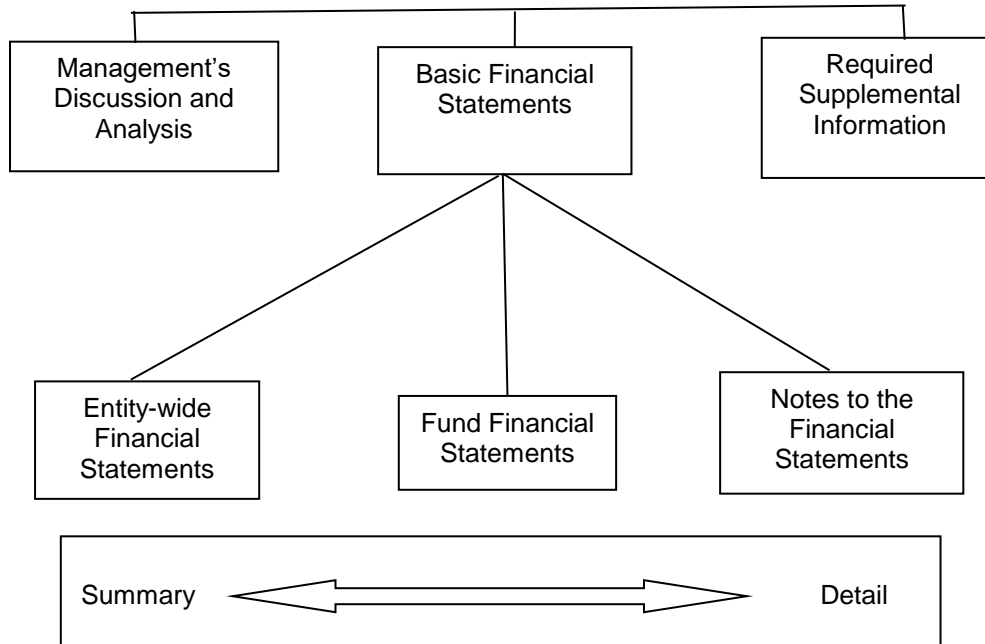 Management’s
Discussion and
Analysis
Basic Financial
Statements
Required
Supplemental
Information
Entity-wide
Financial
Statements
Fund Financial
Statements
Notes to the
Financial
Statements
Summary
Detail